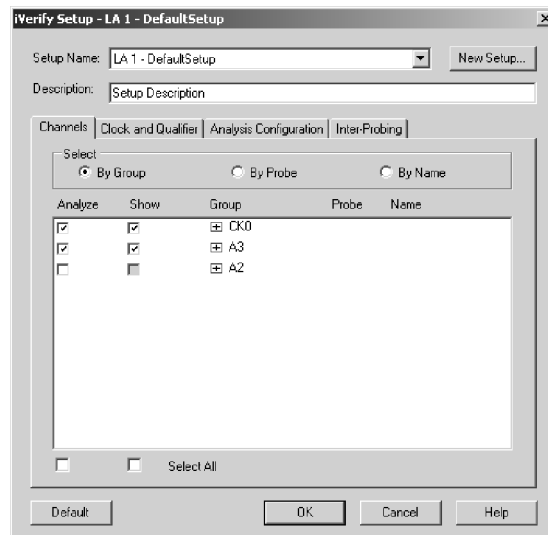 iVerify Setup - LA 1 - DefaultSetup
Setup Name: LA 1 - DefaultSetup New Setup...
Description: Setup Description
Channels Clock and Qualifier Analysis Configuration Inter-Probing
Select
By Group By Probe By Name
Analyze Show Group Probe Name
CK0
A3
A2
Select All
Default OK Cancel Help